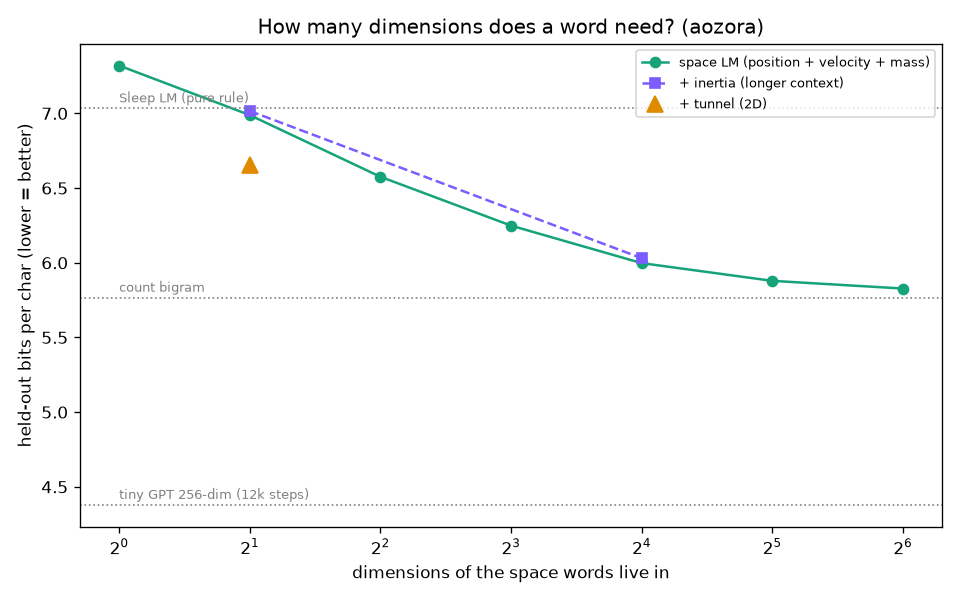 How many dimensions does a word need? (aozora)
space LM (position + velocity + mass)
+ inertia (longer context)
+ tunnel (2D)
Sleep LM (pure rule)
count bigram
tiny GPT 256-dim (12k steps)
held-out bits per char (lower = better)
7.0
6.5
6.0
5.5
5.0
4.5
2⁰ 2¹ 2² 2³ 2⁴ 2⁵ 2⁶
dimensions of the space words live in